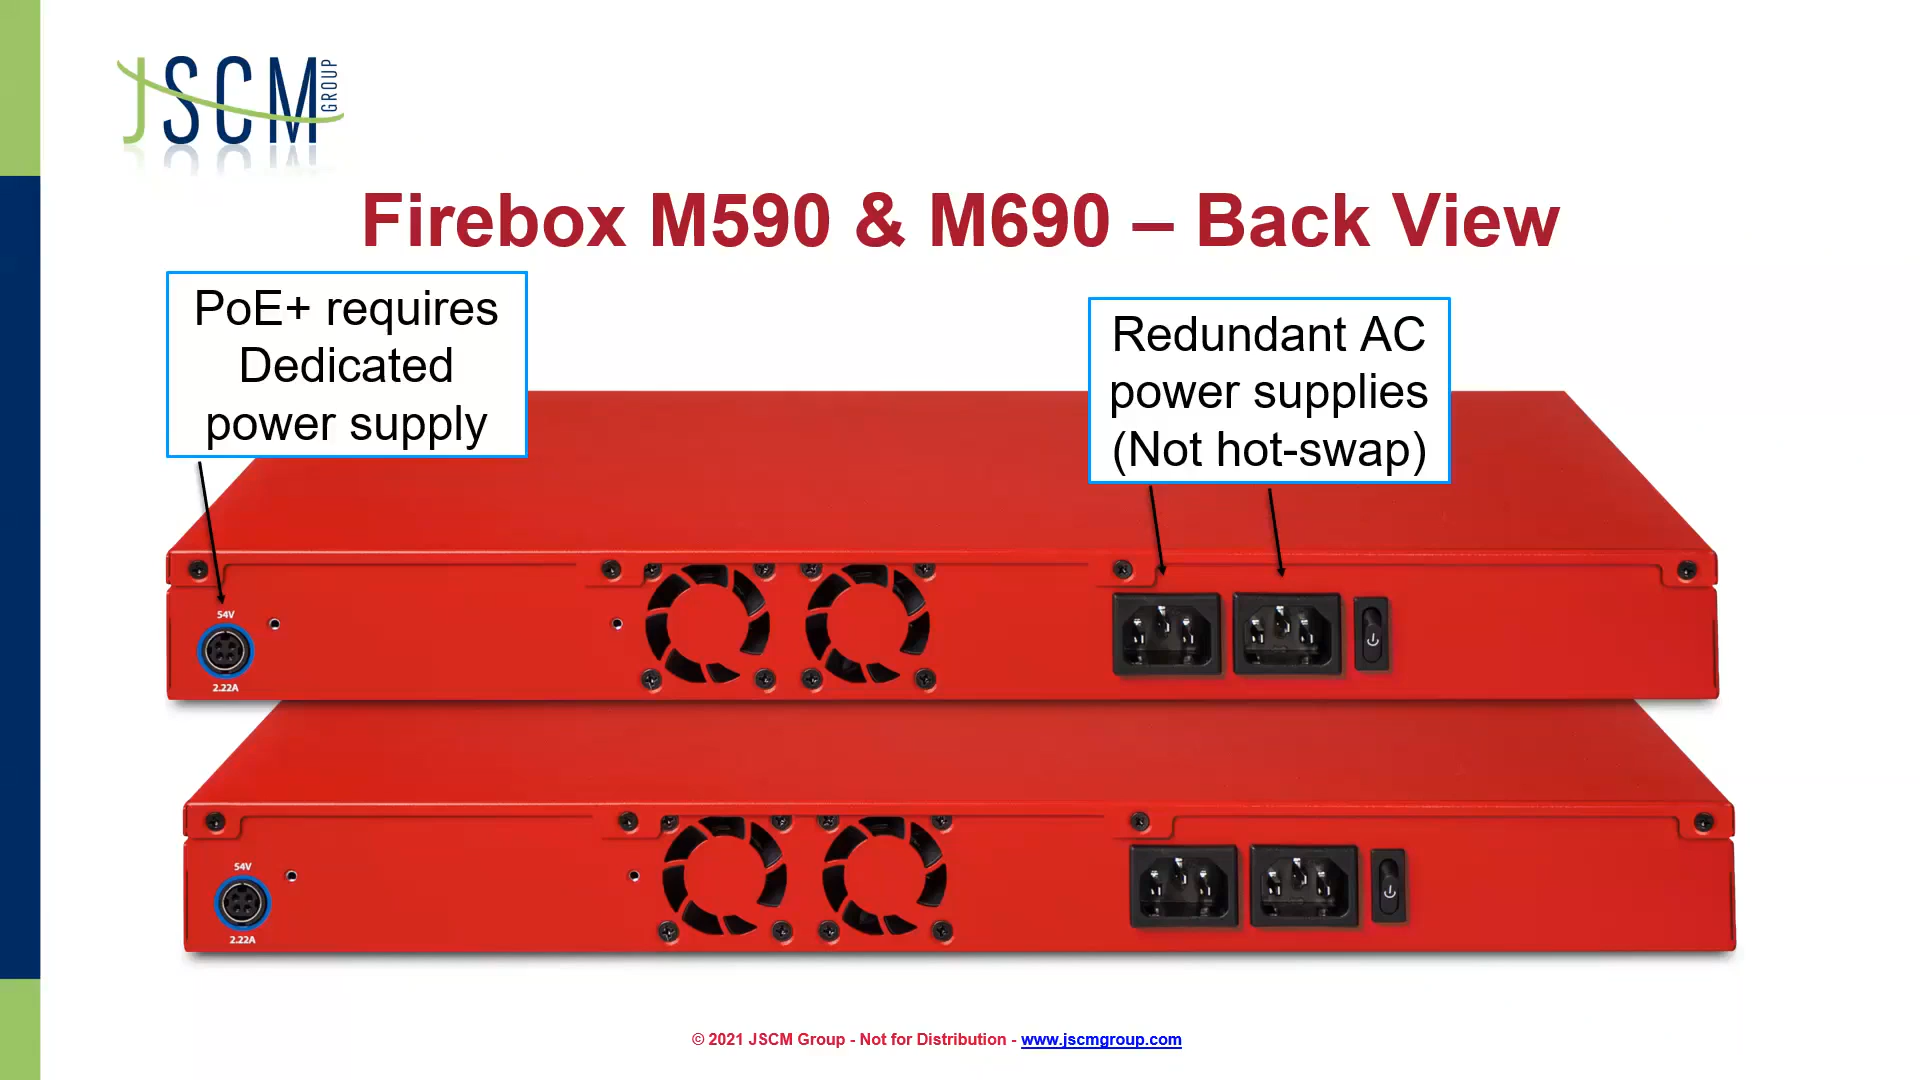 JSCM GROUP
Firebox M590 & M690 – Back View
PoE+ requires
Dedicated
power supply
Redundant AC
power supplies
(Not hot-swap)
54V
2.22A
54V
2.22A
© 2021 JSCM Group - Not for Distribution - www.jscmgroup.com